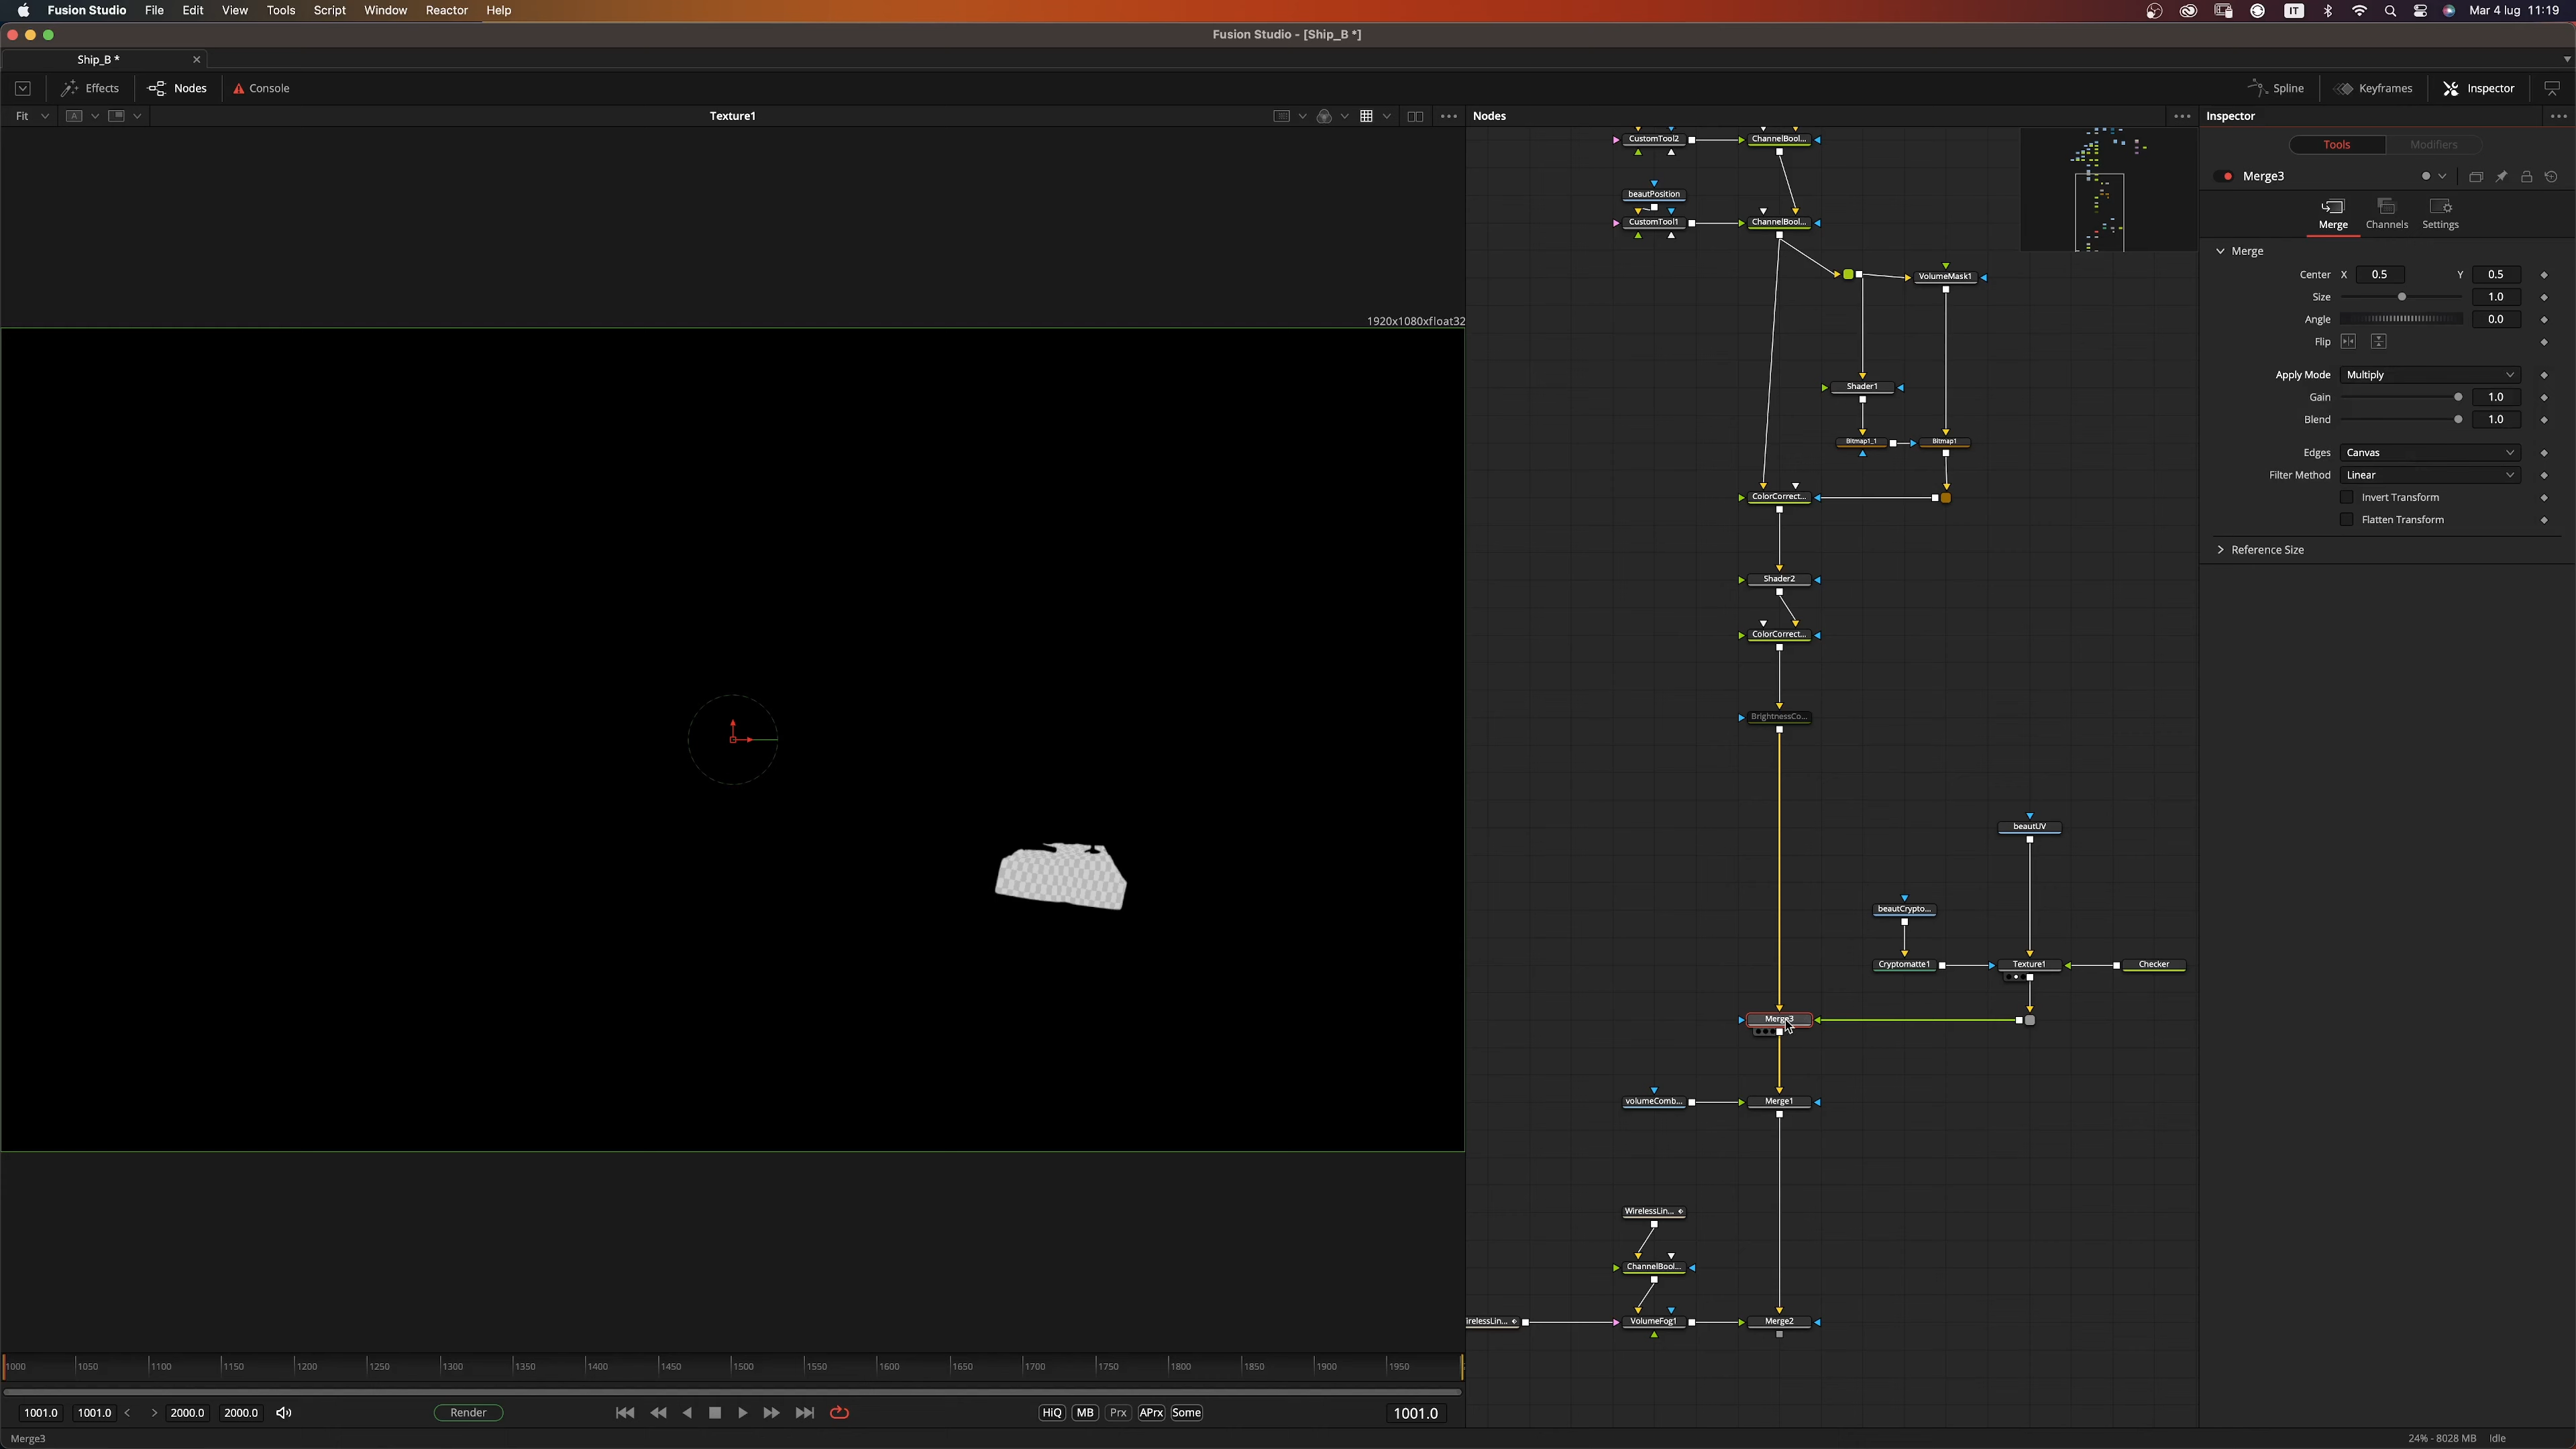 Fusion Studio File Edit View Tools Script Window Reactor Help
IT Mar 4 lug 11:19
Fusion Studio - [Ship_B *]
Ship_B *
Effects Nodes Console
Spline Keyframes Inspector
Fit A Texture1
Nodes
Inspector
1920x1080xfloat32
CustomTool2 ChannelBool...
beautPosition
CustomTool1 ChannelBool...
VolumeMask1
Shader1
Bitmap1_1 Bitmap1
ColorCorrect...
Shader2
ColorCorrect...
BrightnessCo...
beautUV
beautCrypto...
Cryptomatte1 Texture1 Checker
Merge3
volumeComb... Merge1
WirelessLin...
ChannelBool...
irelessLin... VolumeFog1 Merge2
Tools Modifiers
Merge3
Merge Channels Settings
Merge
Center X 0.5 Y 0.5
Size 1.0
Angle 0.0
Flip
Apply Mode Multiply
Gain 1.0
Blend 1.0
Edges Canvas
Filter Method Linear
Invert Transform
Flatten Transform
Reference Size
1000 1050 1100 1150 1200 1250 1300 1350 1400 1450 1500 1550 1600 1650 1700 1750 1800 1850 1900 1950
1001.0 1001.0 < > 2000.0 2000.0 Render HiQ MB Prx APrx Some 1001.0
Merge3
24% - 8028 MB Idle